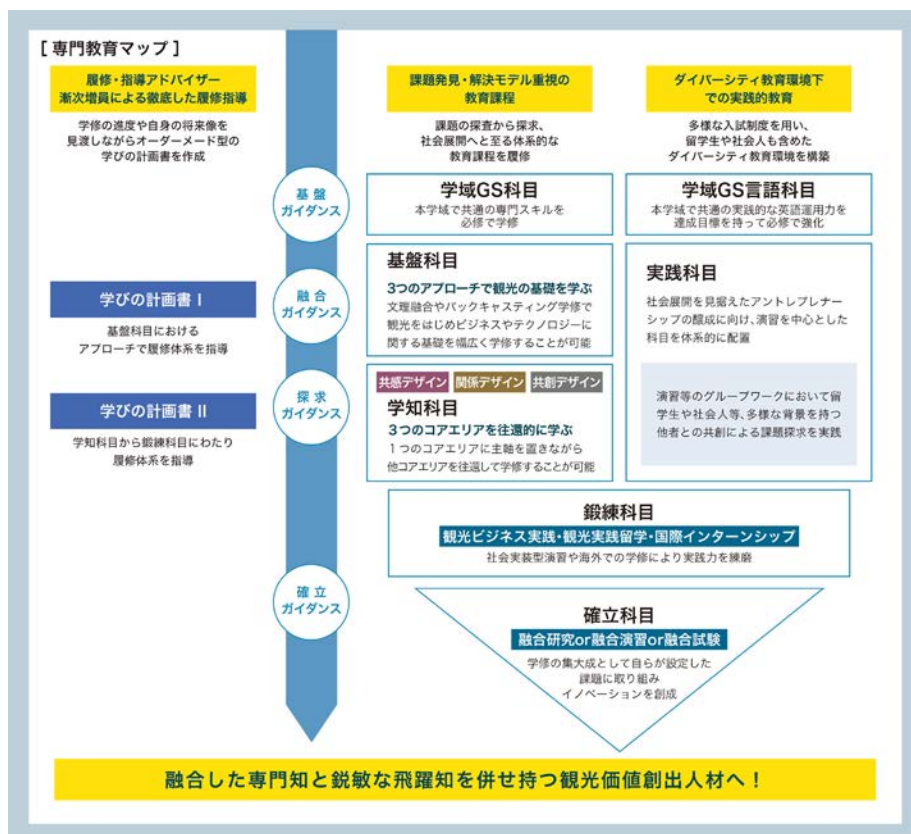 [ 専門教育マップ ]
履修・指導アドバイザー
漸次増員による徹底した履修指導
学修の進度や自身の将来像を
見渡しながらオーダーメード型の
学びの計画書を作成
課題発見・解決モデル重視の
教育課程
課題の探査から探求、
社会展開へと至る体系的な
教育課程を履修
ダイバーシティ教育環境下
での実践的教育
多様な入試制度を用い、
留学生や社会人も含めた
ダイバーシティ教育環境を構築
基 盤
ガイダンス
学域GS科目
本学域で共通の専門スキルを
必修で学修
学域GS言語科目
本学域で共通の実践的な英語運用力を
達成目標を持って必修で強化
融 合
ガイダンス
学びの計画書 I
基盤科目における
アプローチで履修体系を指導
基盤科目
3つのアプローチで観光の基礎を学ぶ
文理融合やバックキャスティング学修で
観光をはじめビジネスやテクノロジーに
関する基礎を幅広く学修することが可能
実践科目
社会展開を見据えたアントレプレナー
シップの醸成に向け、演習を中心とした
科目を体系的に配置
演習等のグループワークにおいて留
学生や社会人等、多様な背景を持つ
他者との共創による課題探求を実践
探 求
ガイダンス
学びの計画書 II
学知科目から鍛練科目にわたり
履修体系を指導
共感デザイン 関係デザイン 共創デザイン
学知科目
3つのコアエリアを往還的に学ぶ
1つのコアエリアに主軸を置きながら
他コアエリアを往還して学修することが可能
鍛練科目
観光ビジネス実践・観光実践留学・国際インターンシップ
社会実装型演習や海外での学修により実践力を練磨
確 立
ガイダンス
確立科目
融合研究or融合演習or融合試験
学修の集大成として自らが設定した
課題に取り組み
イノベーションを創成
融合した専門知と鋭敏な飛躍知を併せ持つ観光価値創出人材へ！